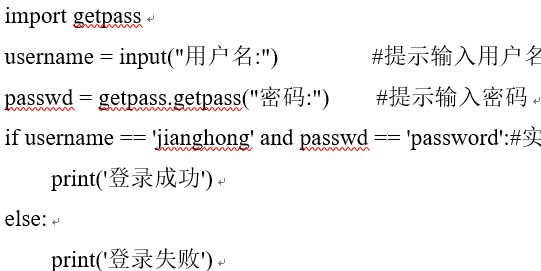 import getpass
username = input("用户名:") #提示输入用户名
passwd = getpass.getpass("密码:") #提示输入密码
if username == 'jianghong' and passwd == 'password':#实
print('登录成功')
else:
print('登录失败')